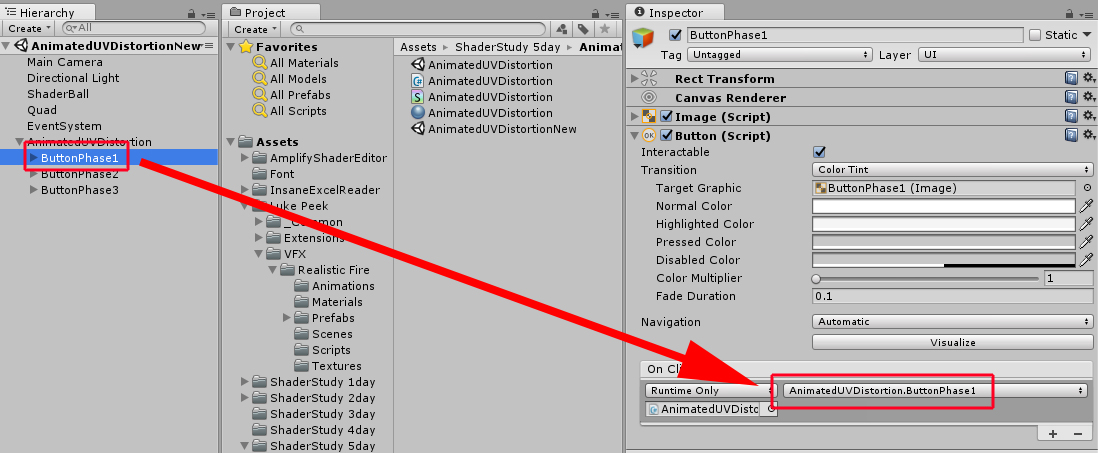 Hierarchy
Create
All
AnimatedUVDistortionNew
Main Camera
Directional Light
ShaderBall
Quad
EventSystem
AnimatedUVDistortion
ButtonPhase1
ButtonPhase2
ButtonPhase3
Project
Create
Favorites
All Materials
All Models
All Prefabs
All Scripts
Assets
AmplifyShaderEditor
Font
InsaneExcelReader
Luke Peek
_Common
Extensions
VFX
Realistic Fire
Animations
Materials
Prefabs
Scenes
Scripts
Textures
ShaderStudy 1day
ShaderStudy 2day
ShaderStudy 3day
ShaderStudy 4day
ShaderStudy 5day
Assets ShaderStudy 5day Anima
AnimatedUVDistortion
AnimatedUVDistortion
AnimatedUVDistortion
AnimatedUVDistortion
AnimatedUVDistortionNew
Inspector
ButtonPhase1 Static
Tag Untagged Layer UI
Rect Transform
Canvas Renderer
Image (Script)
OK Button (Script)
Interactable
Transition Color Tint
Target Graphic ButtonPhase1 (Image)
Normal Color
Highlighted Color
Pressed Color
Disabled Color
Color Multiplier 1
Fade Duration 0.1
Navigation Automatic
Visualize
On Cli
Runtime Only AnimatedUVDistortion.ButtonPhase1
AnimatedUVDisto